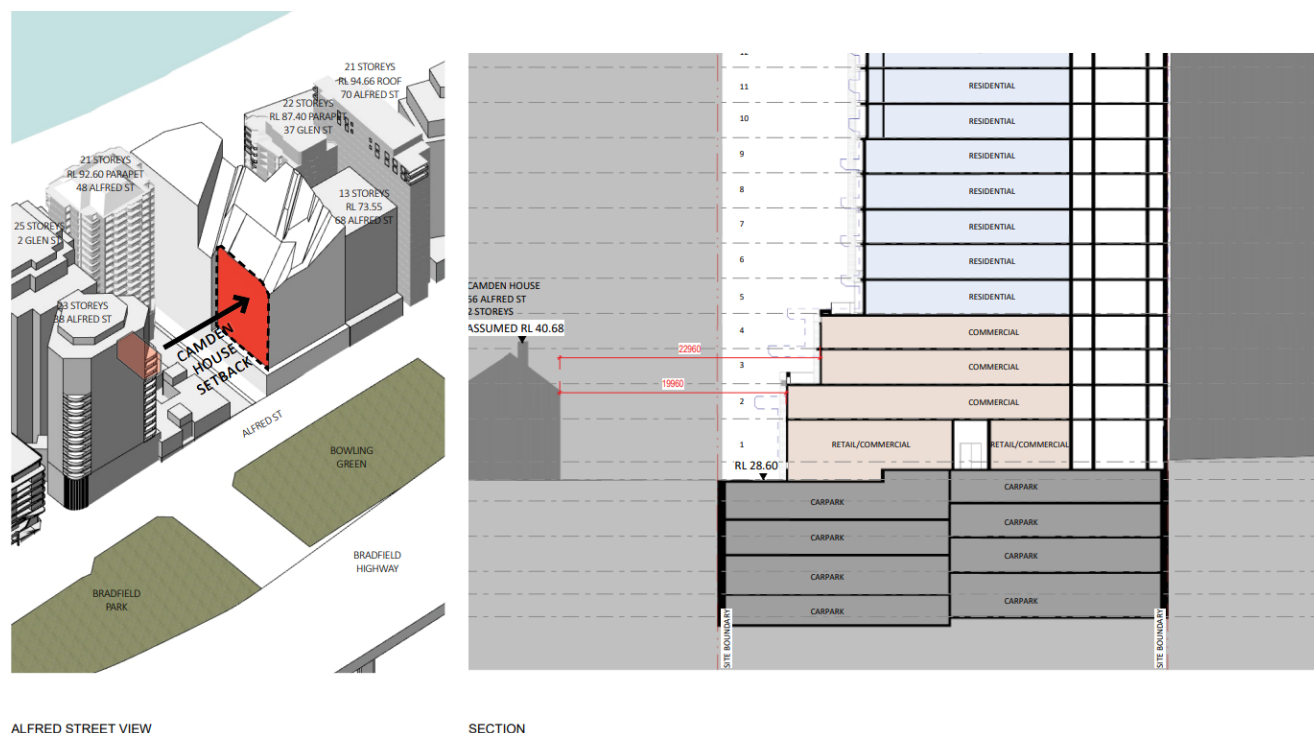 21 STOREYS
RL 94.66 ROOF
70 ALFRED ST
22 STOREYS
RL 87.40 PARAPET
37 GLEN ST
21 STOREYS
RL 92.60 PARAPET
48 ALFRED ST
13 STOREYS
RL 73.55
68 ALFRED ST
25 STOREYS
2 GLEN ST
23 STOREYS
38 ALFRED ST
CAMDEN
HOUSE
SETBACK
ALFRED ST
BOWLING
GREEN
BRADFIELD
HIGHWAY
BRADFIELD
PARK
ALFRED STREET VIEW
11
RESIDENTIAL
10
RESIDENTIAL
9
RESIDENTIAL
8
RESIDENTIAL
7
RESIDENTIAL
6
RESIDENTIAL
5
RESIDENTIAL
CAMDEN HOUSE
56 ALFRED ST
2 STOREYS
ASSUMED RL 40.68
4
COMMERCIAL
22960
3
COMMERCIAL
19960
2
COMMERCIAL
1
RETAIL/COMMERCIAL
RETAIL/COMMERCIAL
RL 28.60
CARPARK
CARPARK
CARPARK
CARPARK
CARPARK
CARPARK
CARPARK
CARPARK
SITE BOUNDARY
SITE BOUNDARY
SECTION